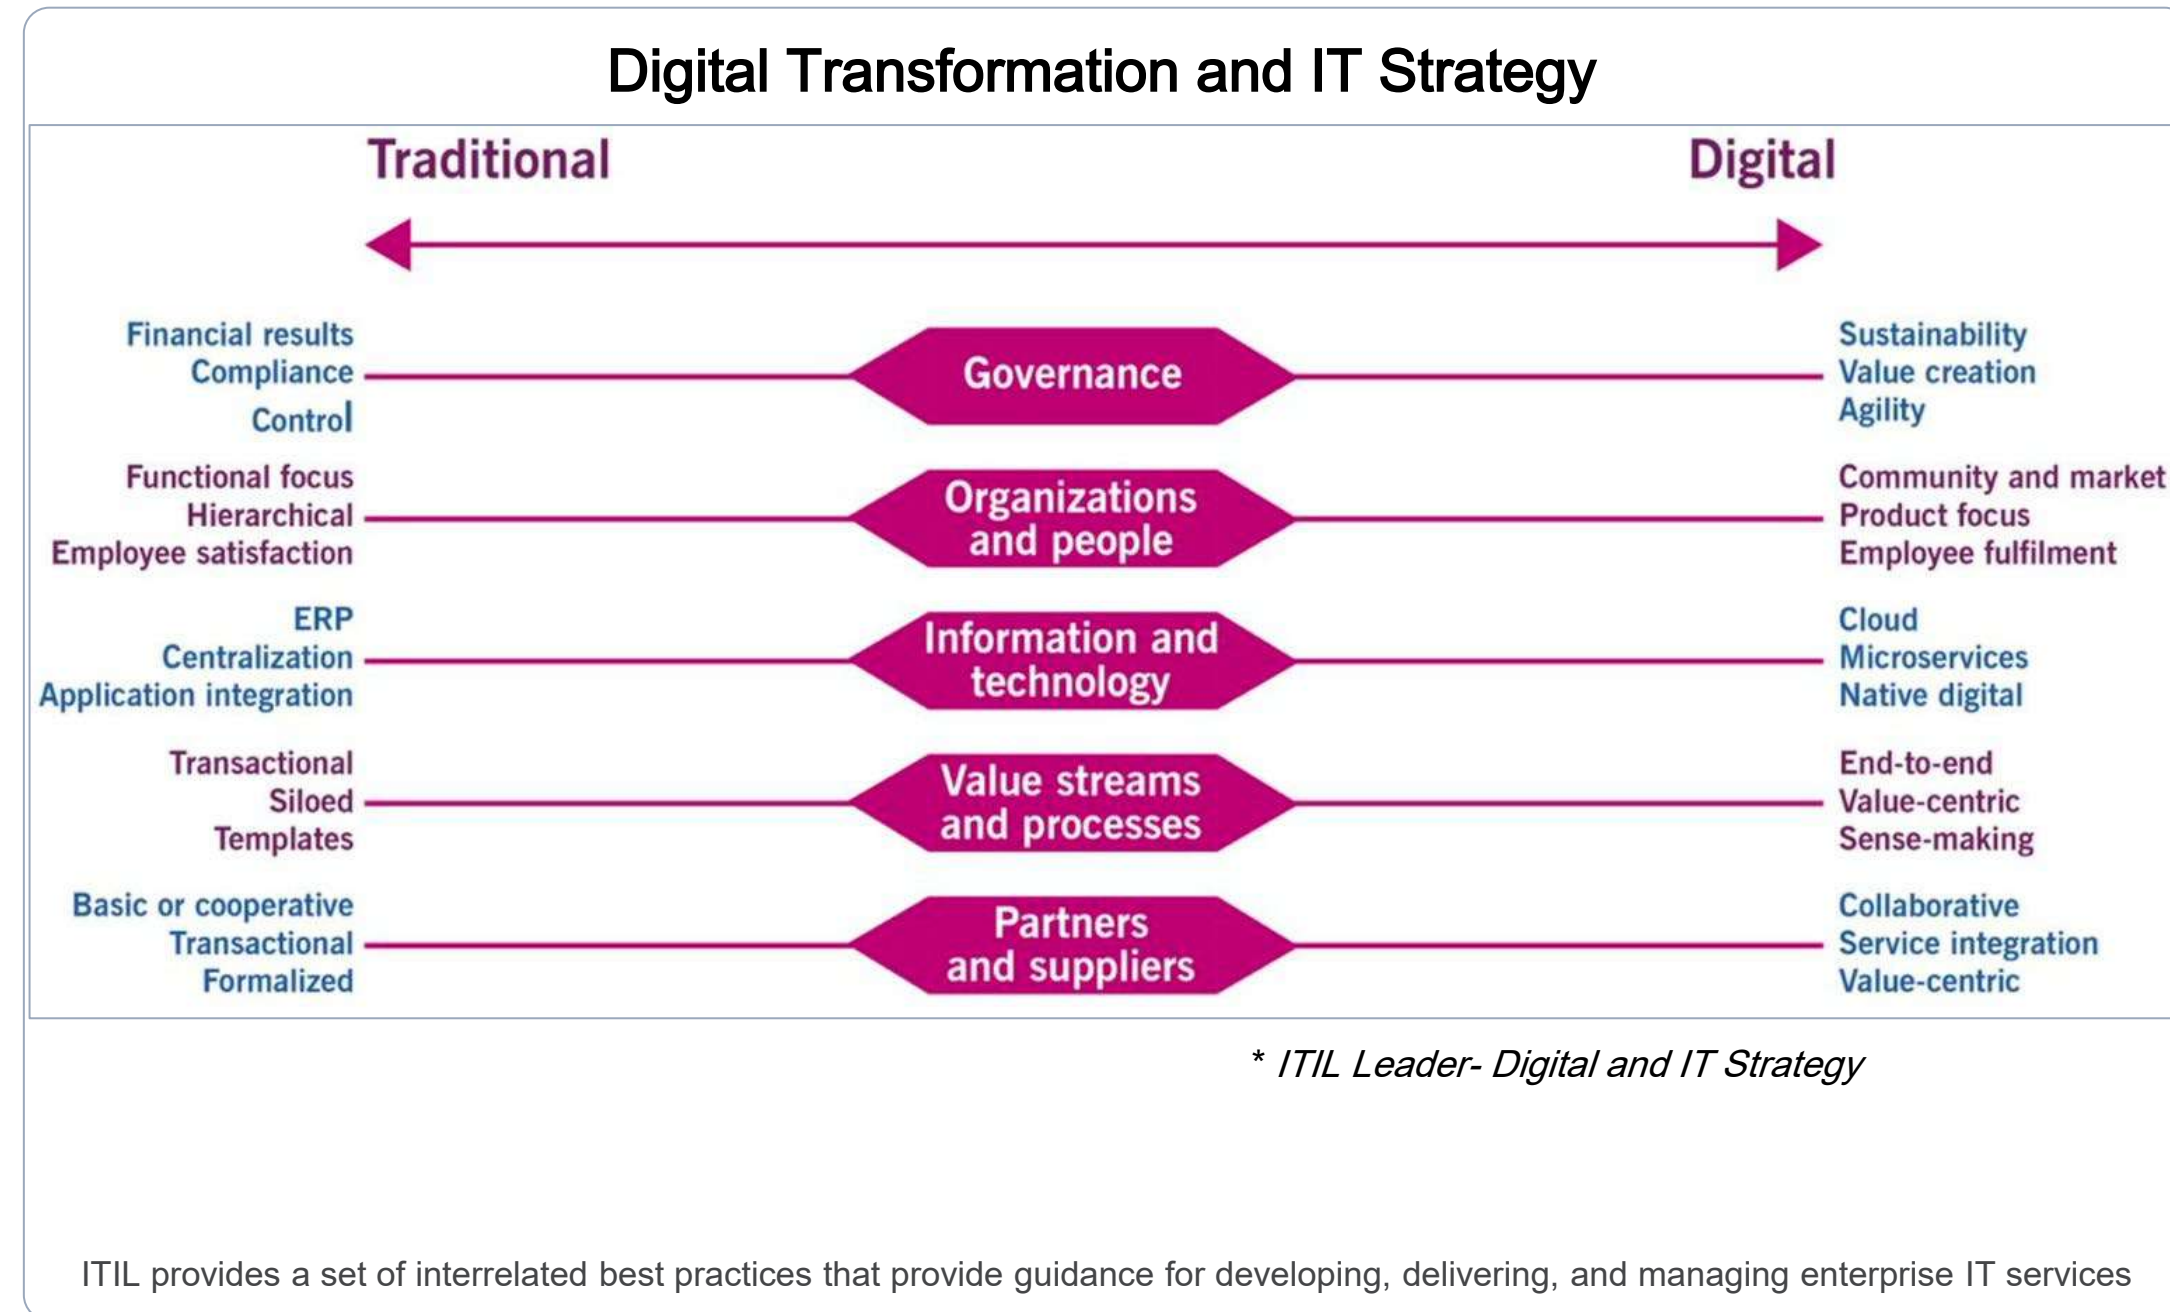 Digital Transformation and IT Strategy
Traditional
Digital
Financial results
Compliance
Control
Governance
Sustainability
Value creation
Agility
Functional focus
Hierarchical
Employee satisfaction
Organizations
and people
Community and market
Product focus
Employee fulfilment
ERP
Centralization
Application integration
Information and
technology
Cloud
Microservices
Native digital
Transactional
Siloed
Templates
Value streams
and processes
End-to-end
Value-centric
Sense-making
Basic or cooperative
Transactional
Formalized
Partners
and suppliers
Collaborative
Service integration
Value-centric
* ITIL Leader- Digital and IT Strategy
ITIL provides a set of interrelated best practices that provide guidance for developing, delivering, and managing enterprise IT services